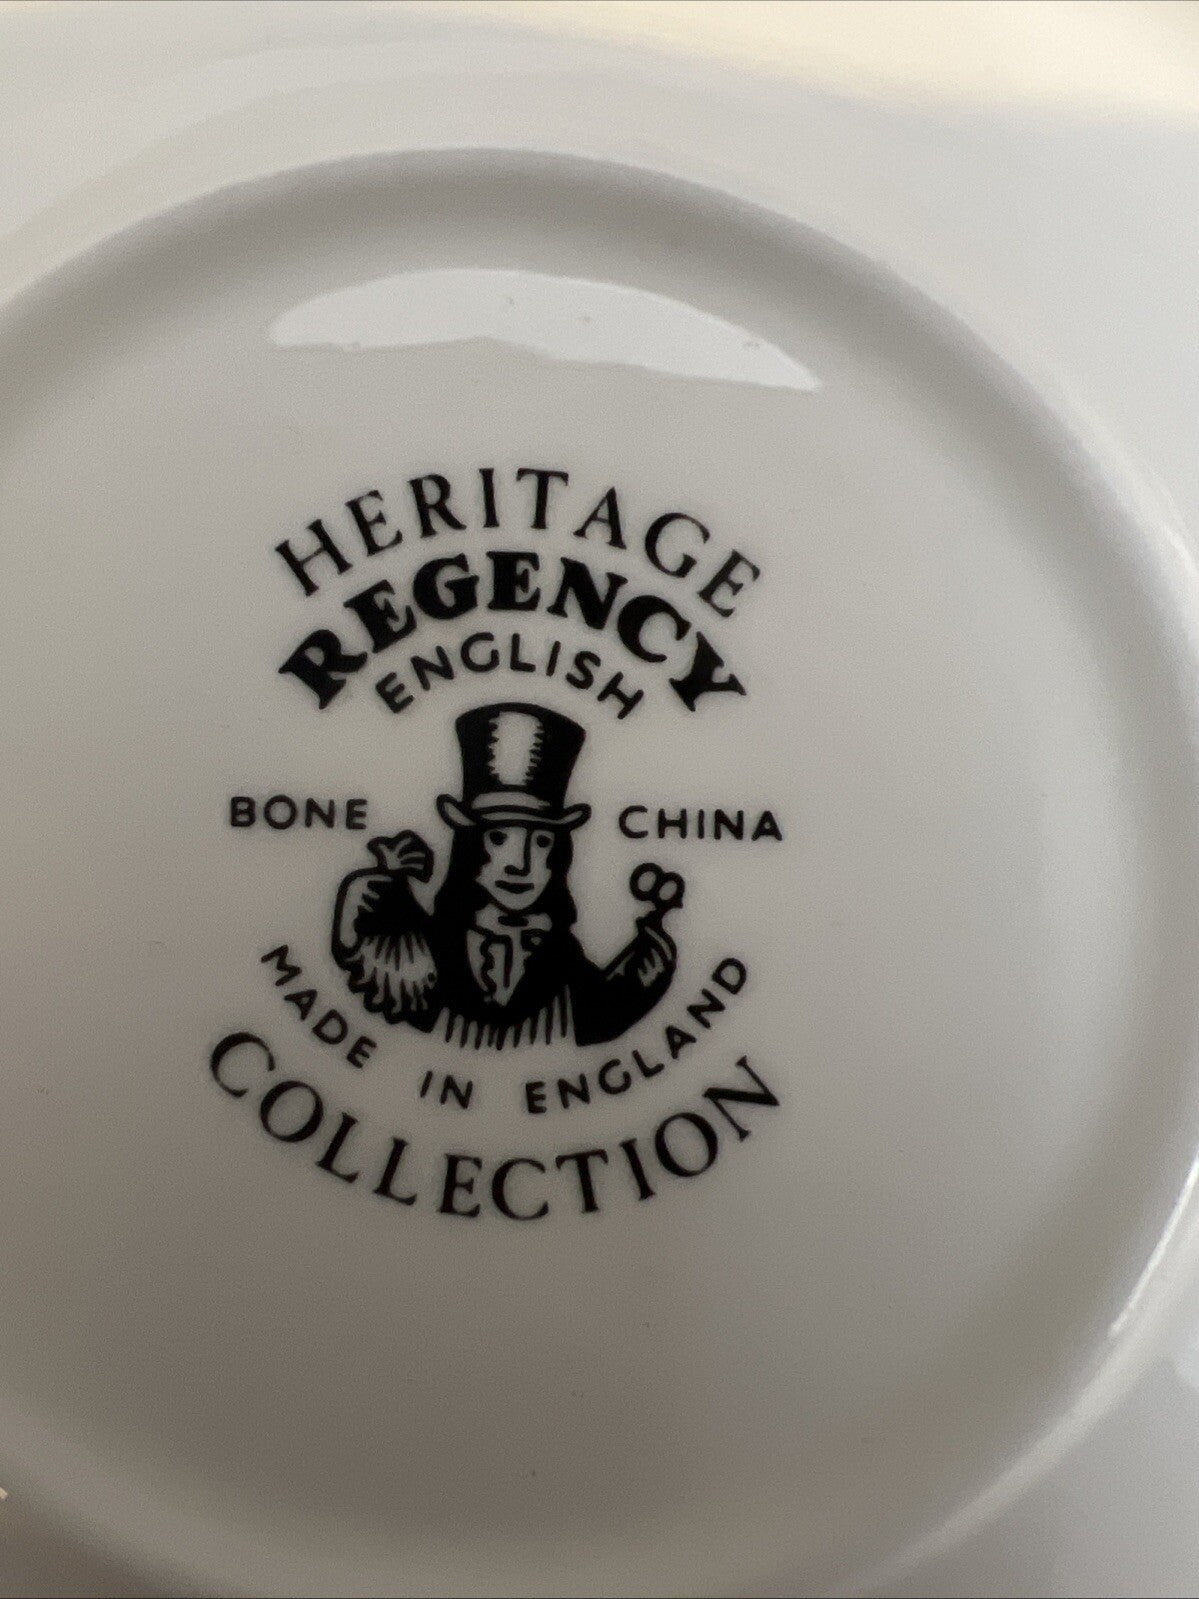 HERITAGE
REGENCY
ENGLISH
BONE CHINA
MADE IN ENGLAND
COLLECTION